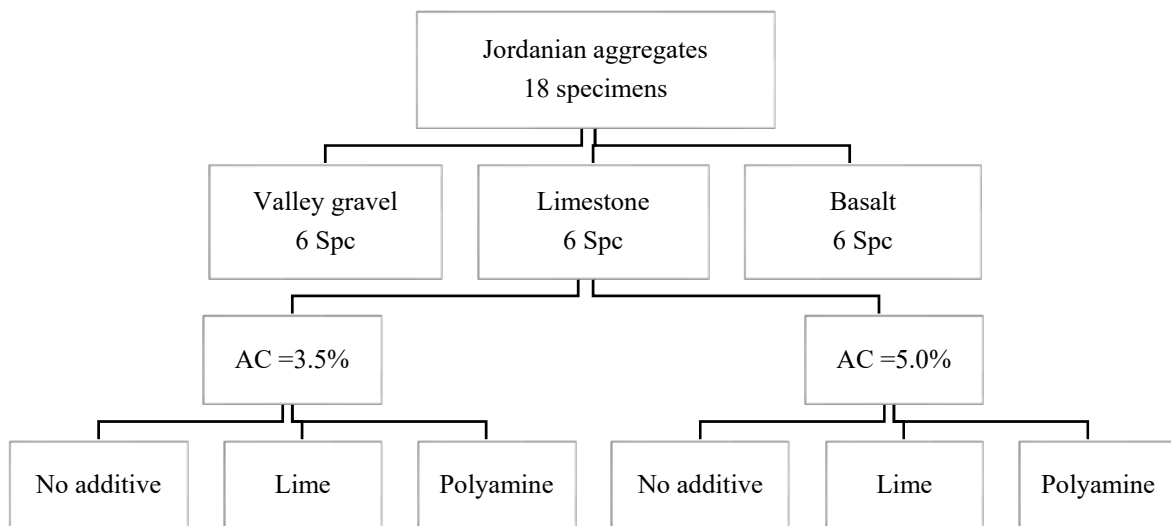 Jordanian aggregates
18 specimens
Valley gravel
6 Spc
Limestone
6 Spc
Basalt
6 Spc
AC =3.5%
AC =5.0%
No additive
Lime
Polyamine
No additive
Lime
Polyamine